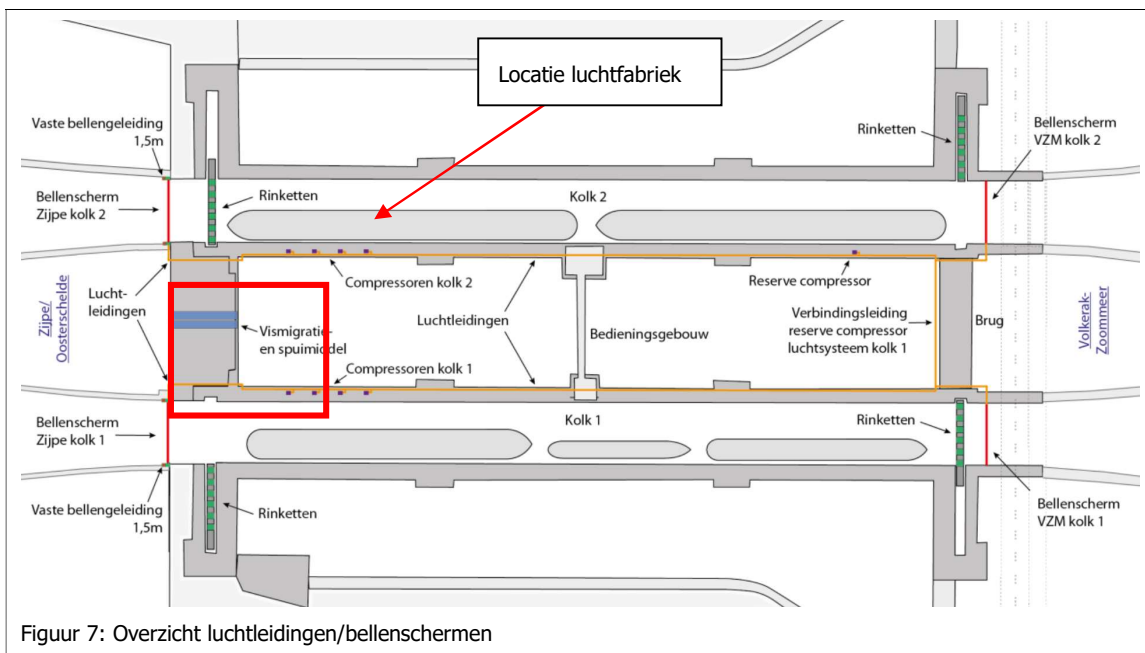 Locatie luchtfabriek
Vaste bellengeleiding
1,5m
Rinketten
Bellenscherm
VZM kolk 2
Bellenscherm
Zijpe kolk 2
Rinketten
Kolk 2
Zijpe/
Oosterschelde
Lucht-
leidingen
Compressoren kolk 2
Luchtleidingen
Reserve compressor
Vismigratie-
en spuimiddel
Bedieningsgebouw
Verbindingsleiding
reserve compressor
luchtsysteem kolk 1
Brug
Volkerak-
Zoommeer
Compressoren kolk 1
Bellenscherm
Zijpe kolk 1
Kolk 1
Rinketten
Vaste bellengeleiding
1,5m
Rinketten
Bellenscherm
VZM kolk 1
Figuur 7: Overzicht luchtleidingen/bellenschermen